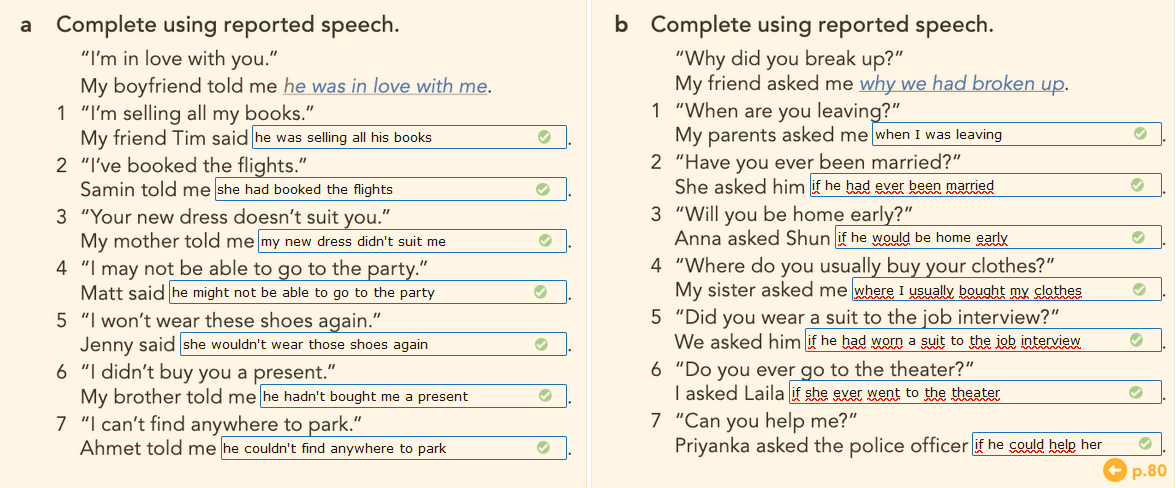 a Complete using reported speech.
“I’m in love with you.”
My boyfriend told me he was in love with me.
1 “I’m selling all my books.”
My friend Tim said he was selling all his books.
2 “I’ve booked the flights.”
Samin told me she had booked the flights.
3 “Your new dress doesn’t suit you.”
My mother told me my new dress didn't suit me.
4 “I may not be able to go to the party.”
Matt said he might not be able to go to the party.
5 “I won’t wear these shoes again.”
Jenny said she wouldn't wear those shoes again.
6 “I didn’t buy you a present.”
My brother told me he hadn't bought me a present.
7 “I can’t find anywhere to park.”
Ahmet told me he couldn't find anywhere to park.
b Complete using reported speech.
“Why did you break up?”
My friend asked me why we had broken up.
1 “When are you leaving?”
My parents asked me when I was leaving.
2 “Have you ever been married?”
She asked him if he had ever been married.
3 “Will you be home early?”
Anna asked Shun if he would be home early.
4 “Where do you usually buy your clothes?”
My sister asked me where I usually bought my clothes.
5 “Did you wear a suit to the job interview?”
We asked him if he had worn a suit to the job interview.
6 “Do you ever go to the theater?”
I asked Laila if she ever went to the theater.
7 “Can you help me?”
Priyanka asked the police officer if he could help her.
p.80